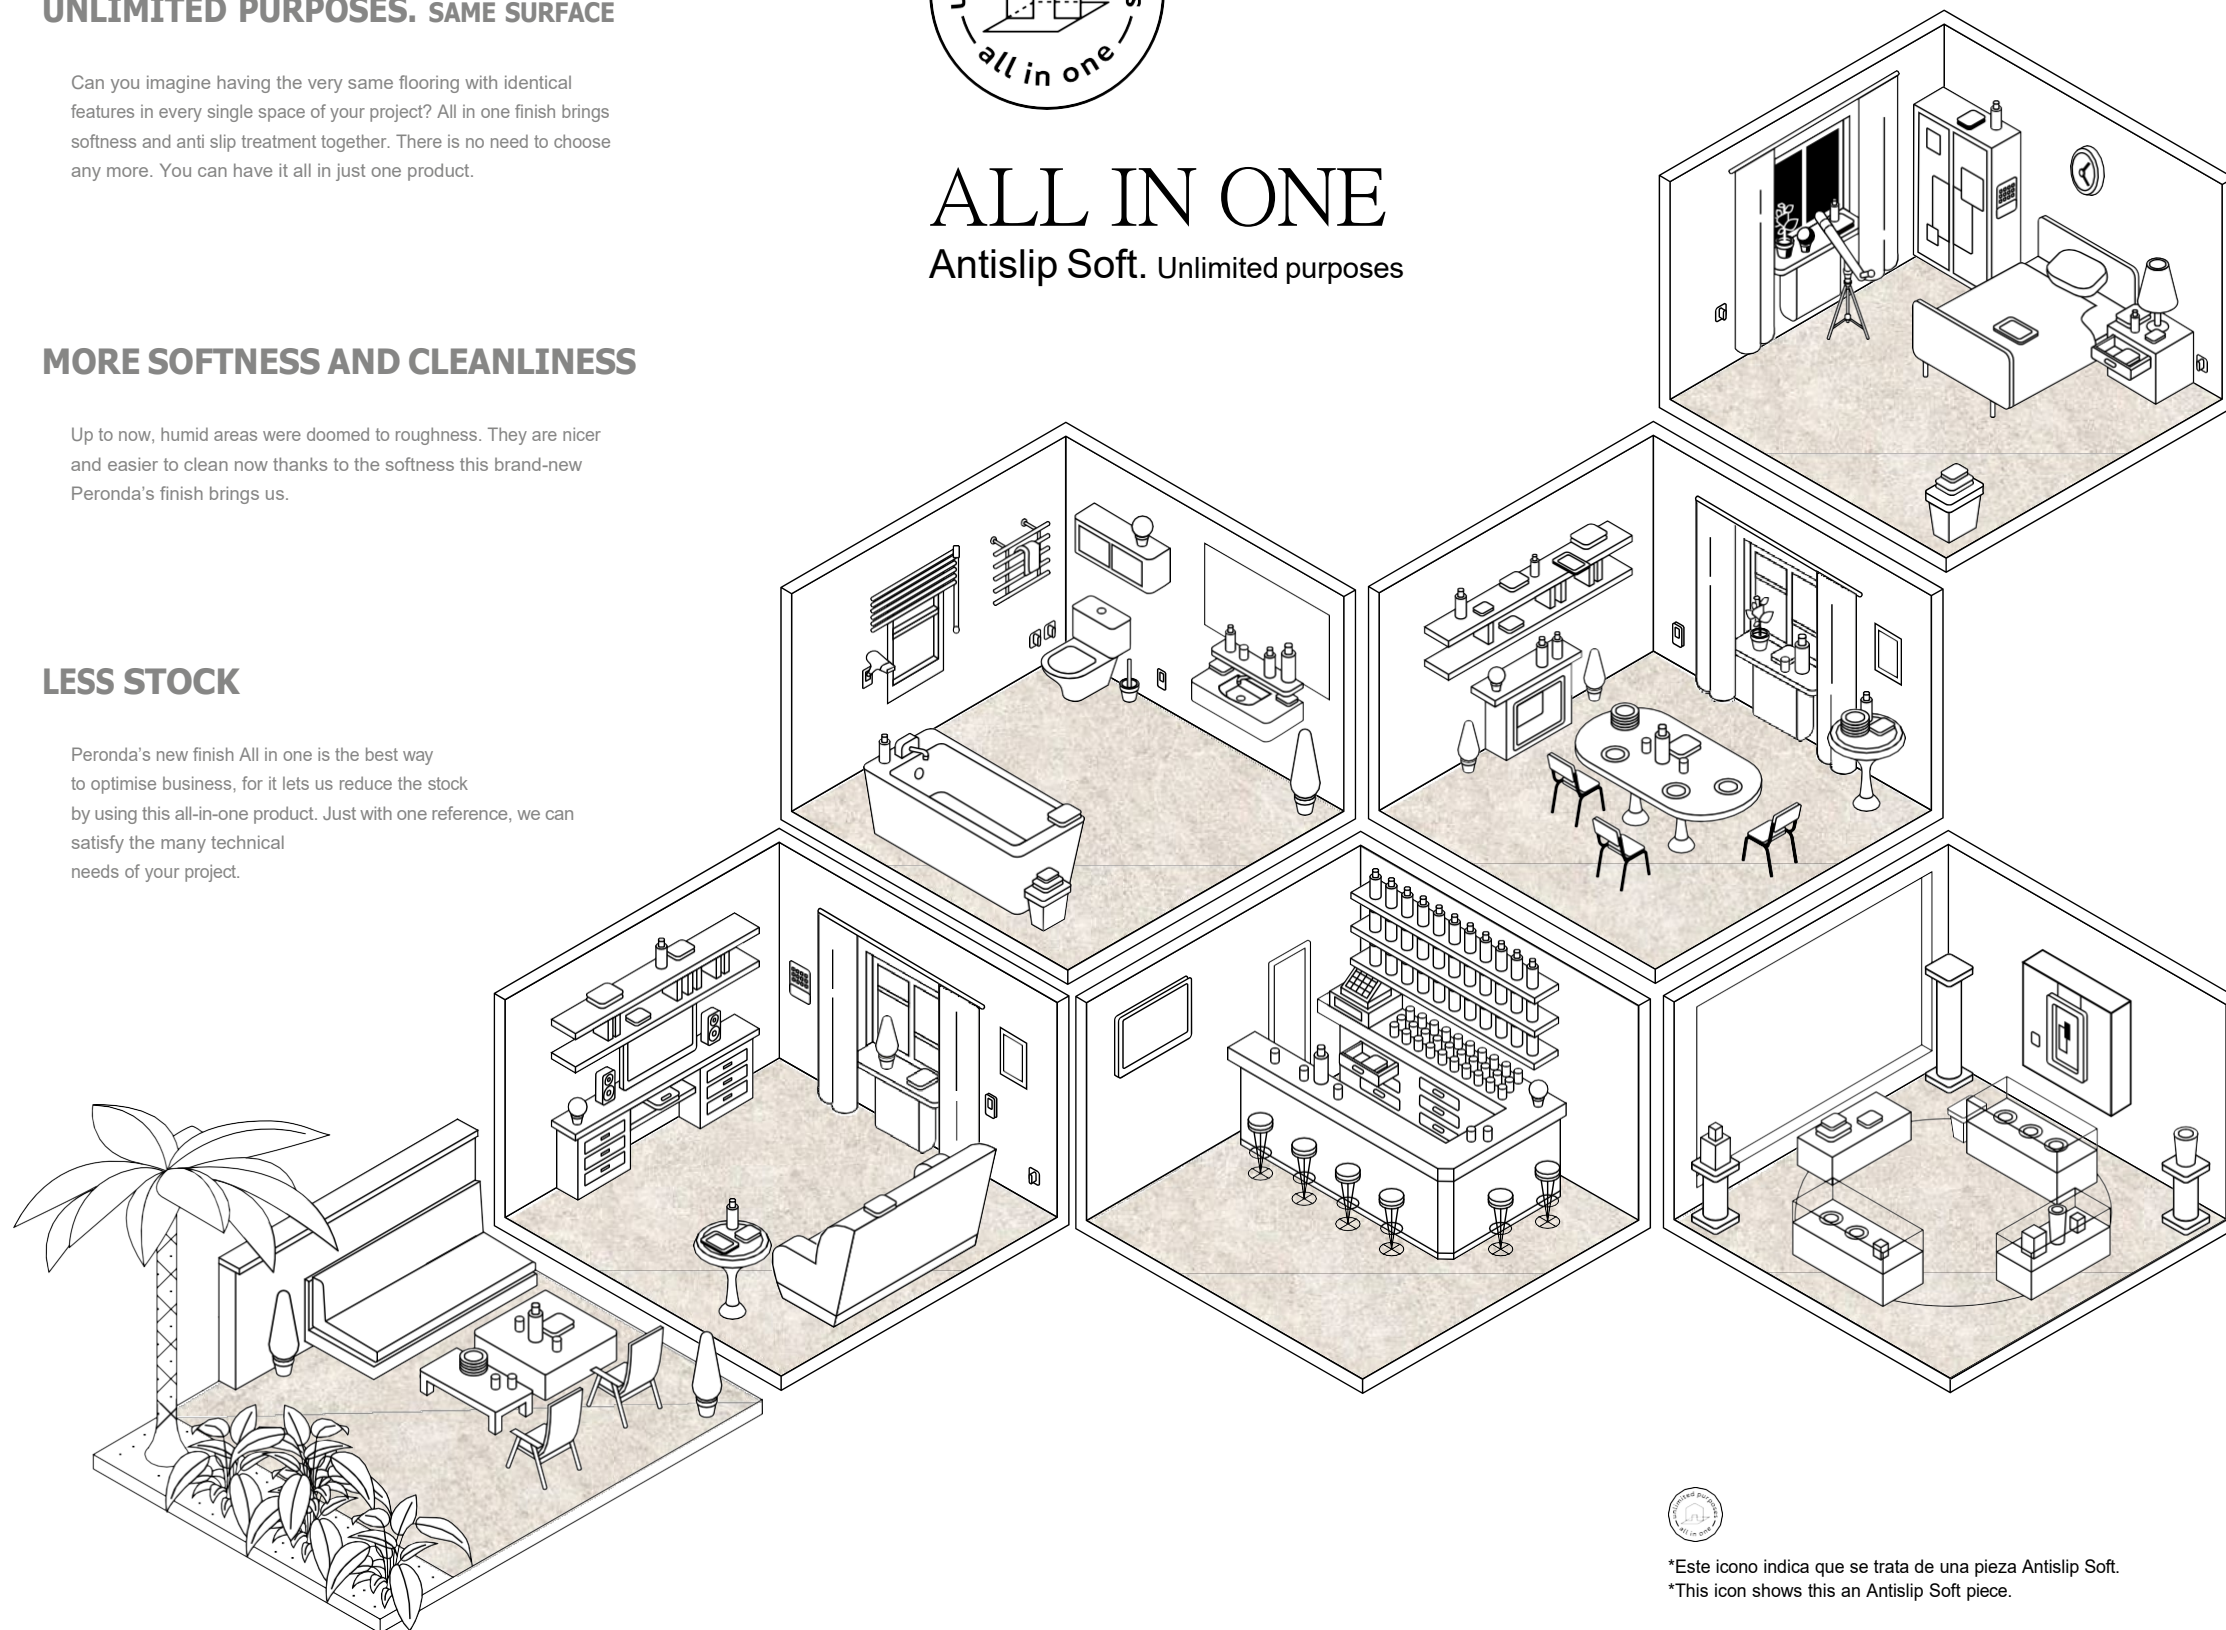 UNLIMITED PURPOSES. SAME SURFACE
Can you imagine having the very same flooring with identical
features in every single space of your project? All in one finish brings
softness and anti slip treatment together. There is no need to choose
any more. You can have it all in just one product.
all in one
ALL IN ONE
Antislip Soft. Unlimited purposes
MORE SOFTNESS AND CLEANLINESS
Up to now, humid areas were doomed to roughness. They are nicer
and easier to clean now thanks to the softness this brand-new
Peronda’s finish brings us.
LESS STOCK
Peronda’s new finish All in one is the best way
to optimise business, for it lets us reduce the stock
by using this all-in-one product. Just with one reference, we can
satisfy the many technical
needs of your project.
unlimited purposes
all in one
*Este icono indica que se trata de una pieza Antislip Soft.
*This icon shows this an Antislip Soft piece.